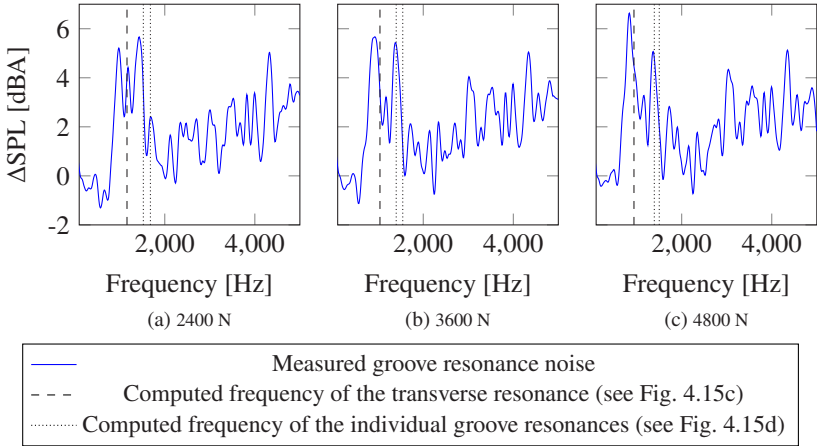 6
4
2
0
−2
ΔSPL [dBA]
2,000 4,000
2,000 4,000
2,000 4,000
Frequency [Hz]
Frequency [Hz]
Frequency [Hz]
(a) 2400 N
(b) 3600 N
(c) 4800 N
Measured groove resonance noise
Computed frequency of the transverse resonance (see Fig. 4.15c)
Computed frequency of the individual groove resonances (see Fig. 4.15d)